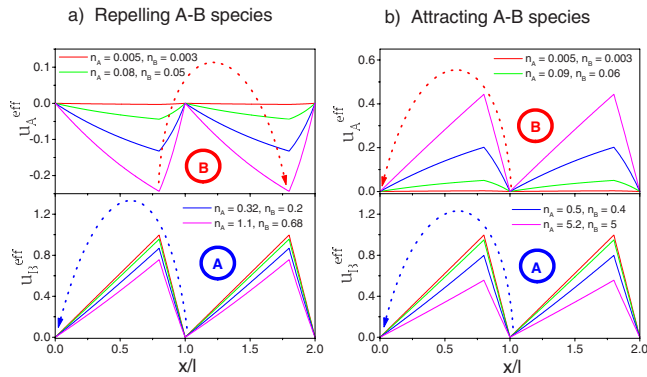 a) Repelling A-B species
b) Attracting A-B species
n_A = 0.005, n_B = 0.003
n_A = 0.08, n_B = 0.05
0.1
0.0
-0.1
-0.2
u_A^eff
B
n_A = 0.005, n_B = 0.003
n_A = 0.09, n_B = 0.06
0.6
0.4
0.2
0.0
u_A^eff
B
n_A = 0.32, n_B = 0.2
n_A = 1.1, n_B = 0.68
1.2
0.8
0.4
0.0
u_B^eff
A
0.0 0.5 1.0 1.5 2.0
x/l
n_A = 0.5, n_B = 0.4
n_A = 5.2, n_B = 5
1.2
0.8
0.4
0.0
u_B^eff
A
0.0 0.5 1.0 1.5 2.0
x/l